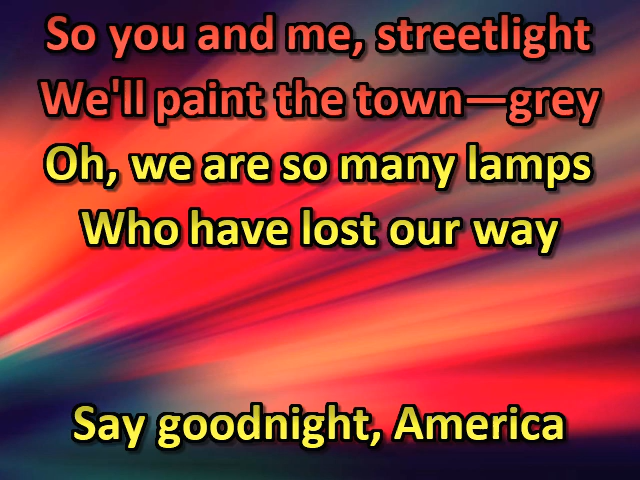 So you and me, streetlight
We'll paint the town—grey
Oh, we are so many lamps
Who have lost our way
Say goodnight, America